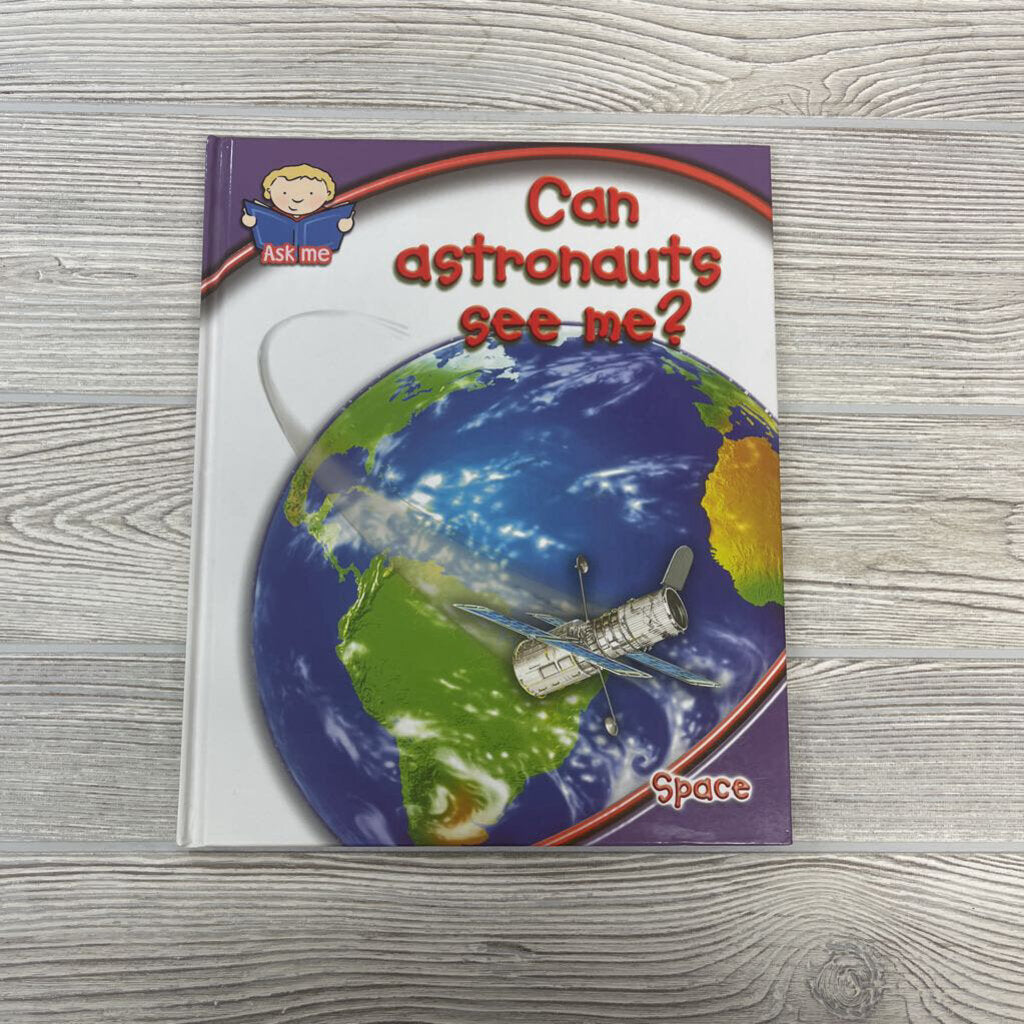 Ask me
Can
astronauts
see me?
Space